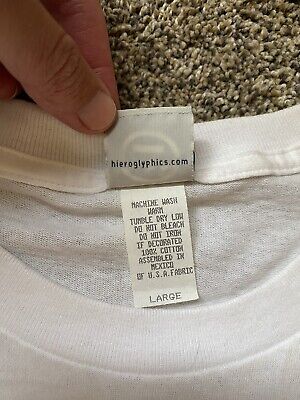 hieroglyphics.com
MACHINE WASH
WARM
TUMBLE DRY LOW
DO NOT BLEACH
DO NOT IRON
IF DECORATED
100% COTTON
ASSEMBLED IN
MEXICO
OF U.S.A. FABRIC
LARGE